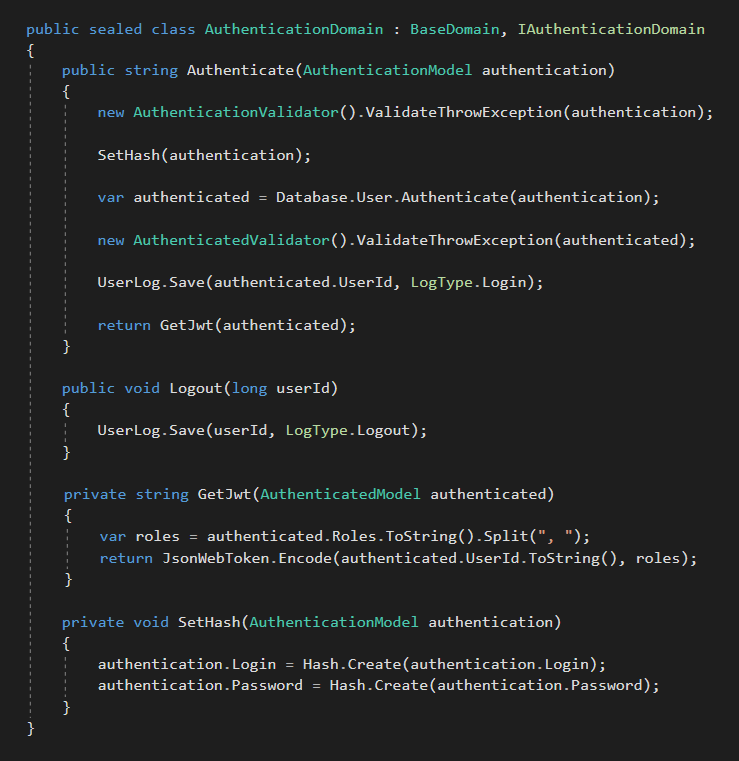 public sealed class AuthenticationDomain : BaseDomain, IAuthenticationDomain
{
    public string Authenticate(AuthenticationModel authentication)
    {
        new AuthenticationValidator().ValidateThrowException(authentication);

        SetHash(authentication);

        var authenticated = Database.User.Authenticate(authentication);

        new AuthenticatedValidator().ValidateThrowException(authenticated);

        UserLog.Save(authenticated.UserId, LogType.Login);

        return GetJwt(authenticated);
    }

    public void Logout(long userId)
    {
        UserLog.Save(userId, LogType.Logout);
    }

    private string GetJwt(AuthenticatedModel authenticated)
    {
        var roles = authenticated.Roles.ToString().Split(", ");
        return JsonWebToken.Encode(authenticated.UserId.ToString(), roles);
    }

    private void SetHash(AuthenticationModel authentication)
    {
        authentication.Login = Hash.Create(authentication.Login);
        authentication.Password = Hash.Create(authentication.Password);
    }
}